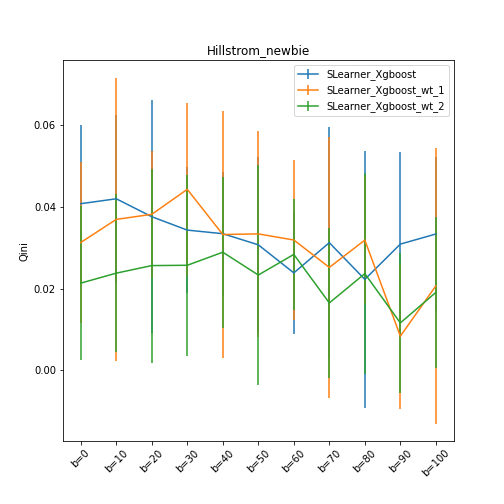 Hillstrom_newbie
SLearner_Xgboost
SLearner_Xgboost_wt_1
SLearner_Xgboost_wt_2
Qini
0.06
0.04
0.02
0.00
b=0
b=10
b=20
b=30
b=40
b=50
b=60
b=70
b=80
b=90
b=100